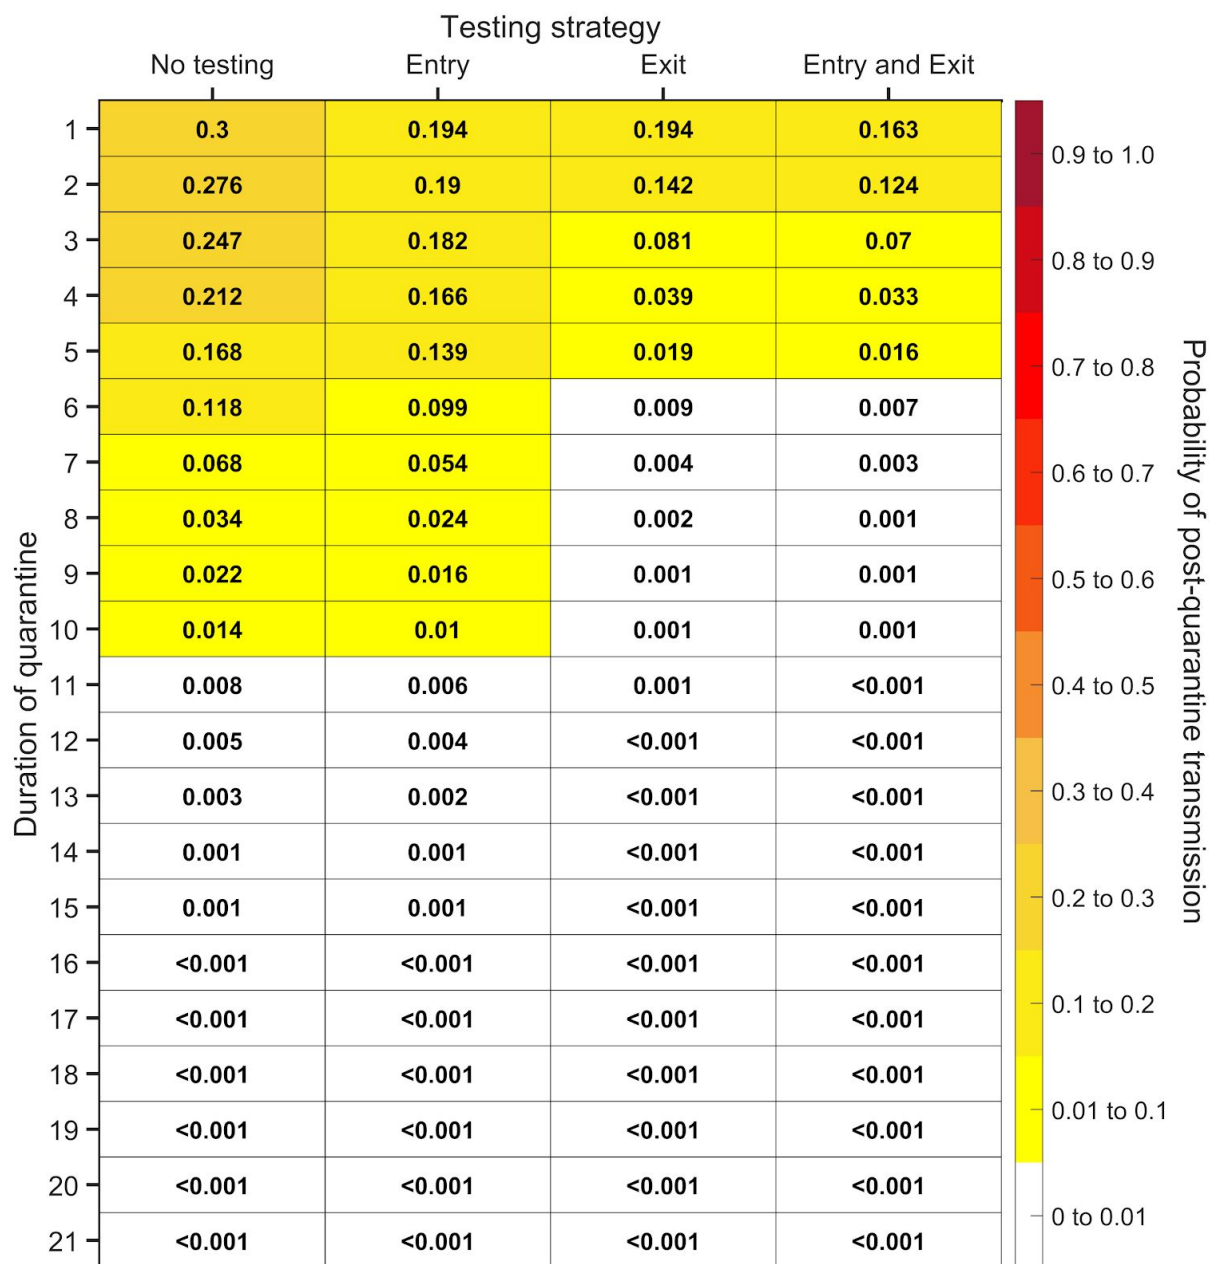 Testing strategy
No testing Entry Exit Entry and Exit
1 0.3 0.194 0.194 0.163
2 0.276 0.19 0.142 0.124
3 0.247 0.182 0.081 0.07
4 0.212 0.166 0.039 0.033
5 0.168 0.139 0.019 0.016
6 0.118 0.099 0.009 0.007
7 0.068 0.054 0.004 0.003
8 0.034 0.024 0.002 0.001
9 0.022 0.016 0.001 0.001
10 0.014 0.01 0.001 0.001
11 0.008 0.006 0.001 <0.001
12 0.005 0.004 <0.001 <0.001
13 0.003 0.002 <0.001 <0.001
14 0.001 0.001 <0.001 <0.001
15 0.001 0.001 <0.001 <0.001
16 <0.001 <0.001 <0.001 <0.001
17 <0.001 <0.001 <0.001 <0.001
18 <0.001 <0.001 <0.001 <0.001
19 <0.001 <0.001 <0.001 <0.001
20 <0.001 <0.001 <0.001 <0.001
21 <0.001 <0.001 <0.001 <0.001
Duration of quarantine
0.9 to 1.0
0.8 to 0.9
0.7 to 0.8
0.6 to 0.7
0.5 to 0.6
0.4 to 0.5
0.3 to 0.4
0.2 to 0.3
0.1 to 0.2
0.01 to 0.1
0 to 0.01
Probability of post-quarantine transmission